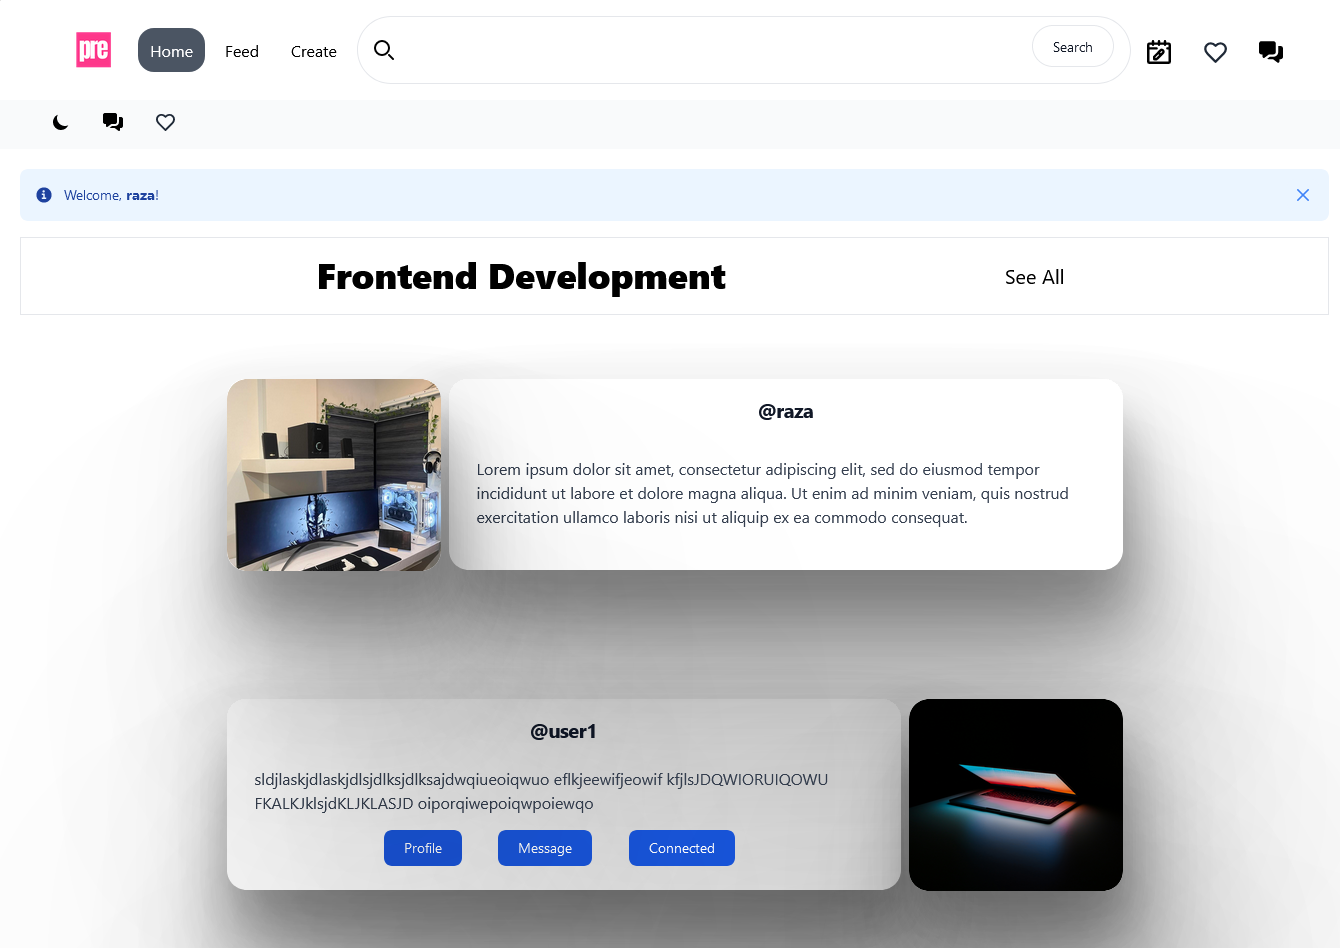 pre
Home
Feed
Create
Search
Welcome, raza!
Frontend Development
See All
@raza
Lorem ipsum dolor sit amet, consectetur adipiscing elit, sed do eiusmod tempor
incididunt ut labore et dolore magna aliqua. Ut enim ad minim veniam, quis nostrud
exercitation ullamco laboris nisi ut aliquip ex ea commodo consequat.
@user1
sldjlaskjdlaskjdlsjdlksjdlksajdwqiueoiqwuo eflkjeewifjeowif kfjlsJDQWIORUIQOWU
FKALKJklsjdKLJKLASJD oiporqiwepoiqwpoiewqo
Profile
Message
Connected